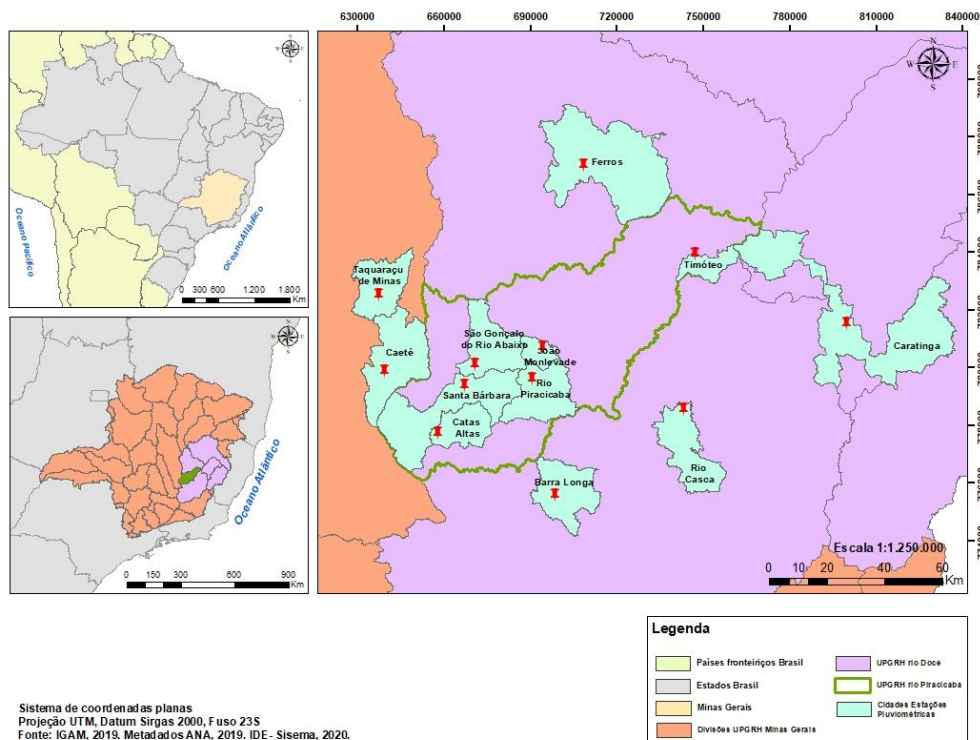 630000 660000 690000 720000 750000 780000 810000 840000
N
W E
S
Oceano Pacífico
Oceano Atlântico
0 300 600 1.200 1.800
Km
N
W E
S
Oceano Atlântico
0 150 300 600 900
Km
N
W E
S
Ferros
Taquaraçu
de Minas
Timóteo
São Gonçalo
do Rio Abaixo
João
Monlevade
Caratinga
Caeté
Rio
Piracicaba
Santa Bárbara
Catas
Altas
Rio
Casca
Barra Longa
Escala 1:1.250.000
0 10 20 40 60
Km
Legenda
Países fronteiriços Brasil
Estados Brasil
Minas Gerais
Divisões UPGRH Minas Gerais
UPGRH rio Doce
UPGRH rio Piracicaba
Cidades Estações
Pluviométricas
Sistema de coordenadas planas
Projeção UTM, Datum Sirgas 2000, Fuso 23S
Fonte: IGAM, 2019. Metadados ANA, 2019. IDE- Sisema, 2020.